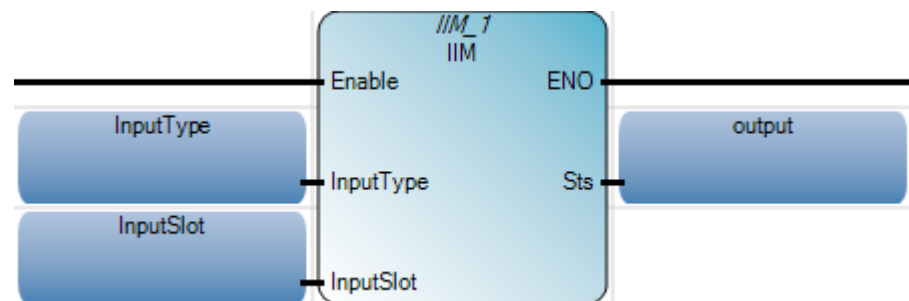 IIM_1
IIM
Enable ENO
InputType output
InputType Sts
InputSlot
InputSlot